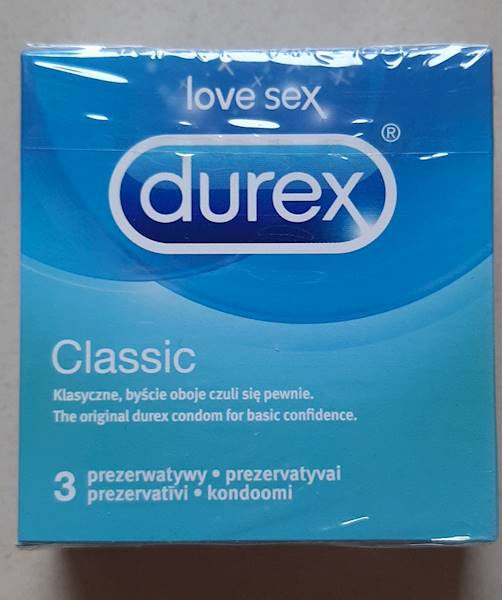 love sex
durex®
Classic
Klasyczne, byście oboje czuli się pewnie.
The original durex condom for basic confidence.
3 prezerwatywy • prezervatyvai
prezervatīvi • kondoomi